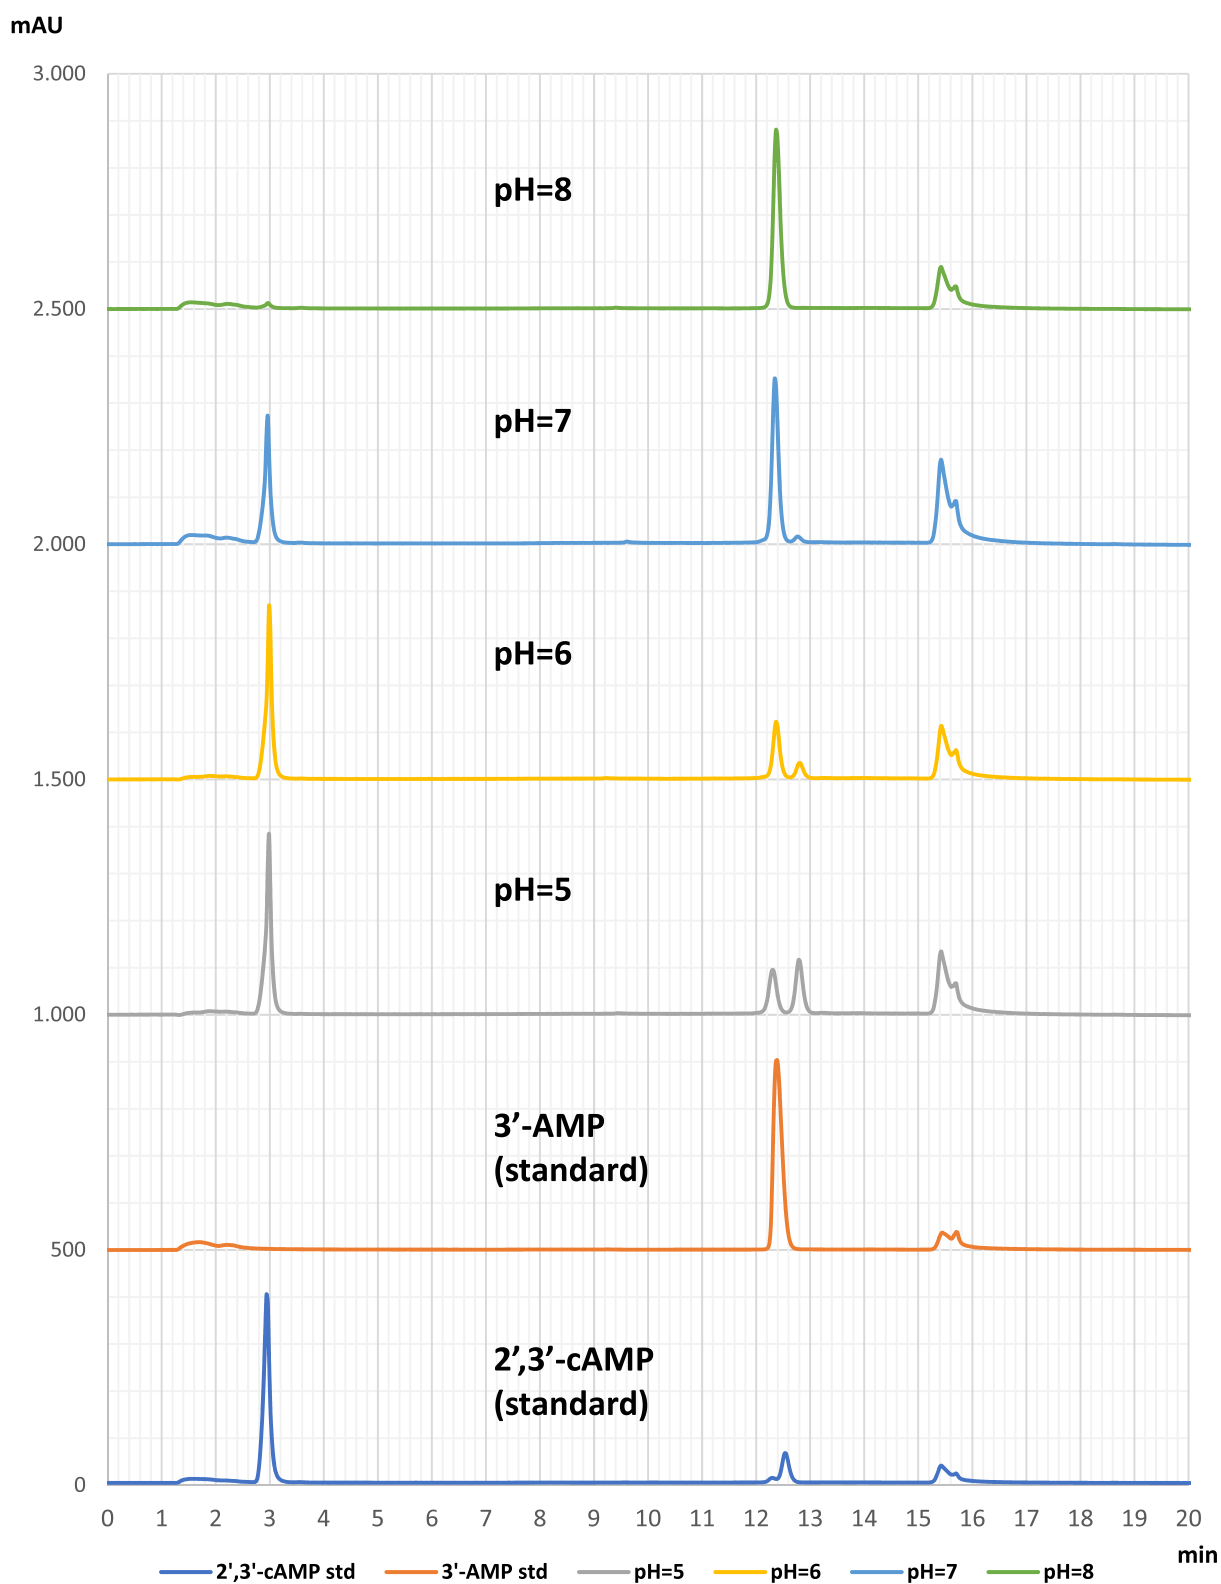 mAU
3.000
pH=8
2.500
pH=7
2.000
pH=6
1.500
pH=5
1.000
3’-AMP
(standard)
500
2’,3’-cAMP
(standard)
0
0 1 2 3 4 5 6 7 8 9 10 11 12 13 14 15 16 17 18 19 20
min
2',3'-cAMP std 3'-AMP std pH=5 pH=6 pH=7 pH=8